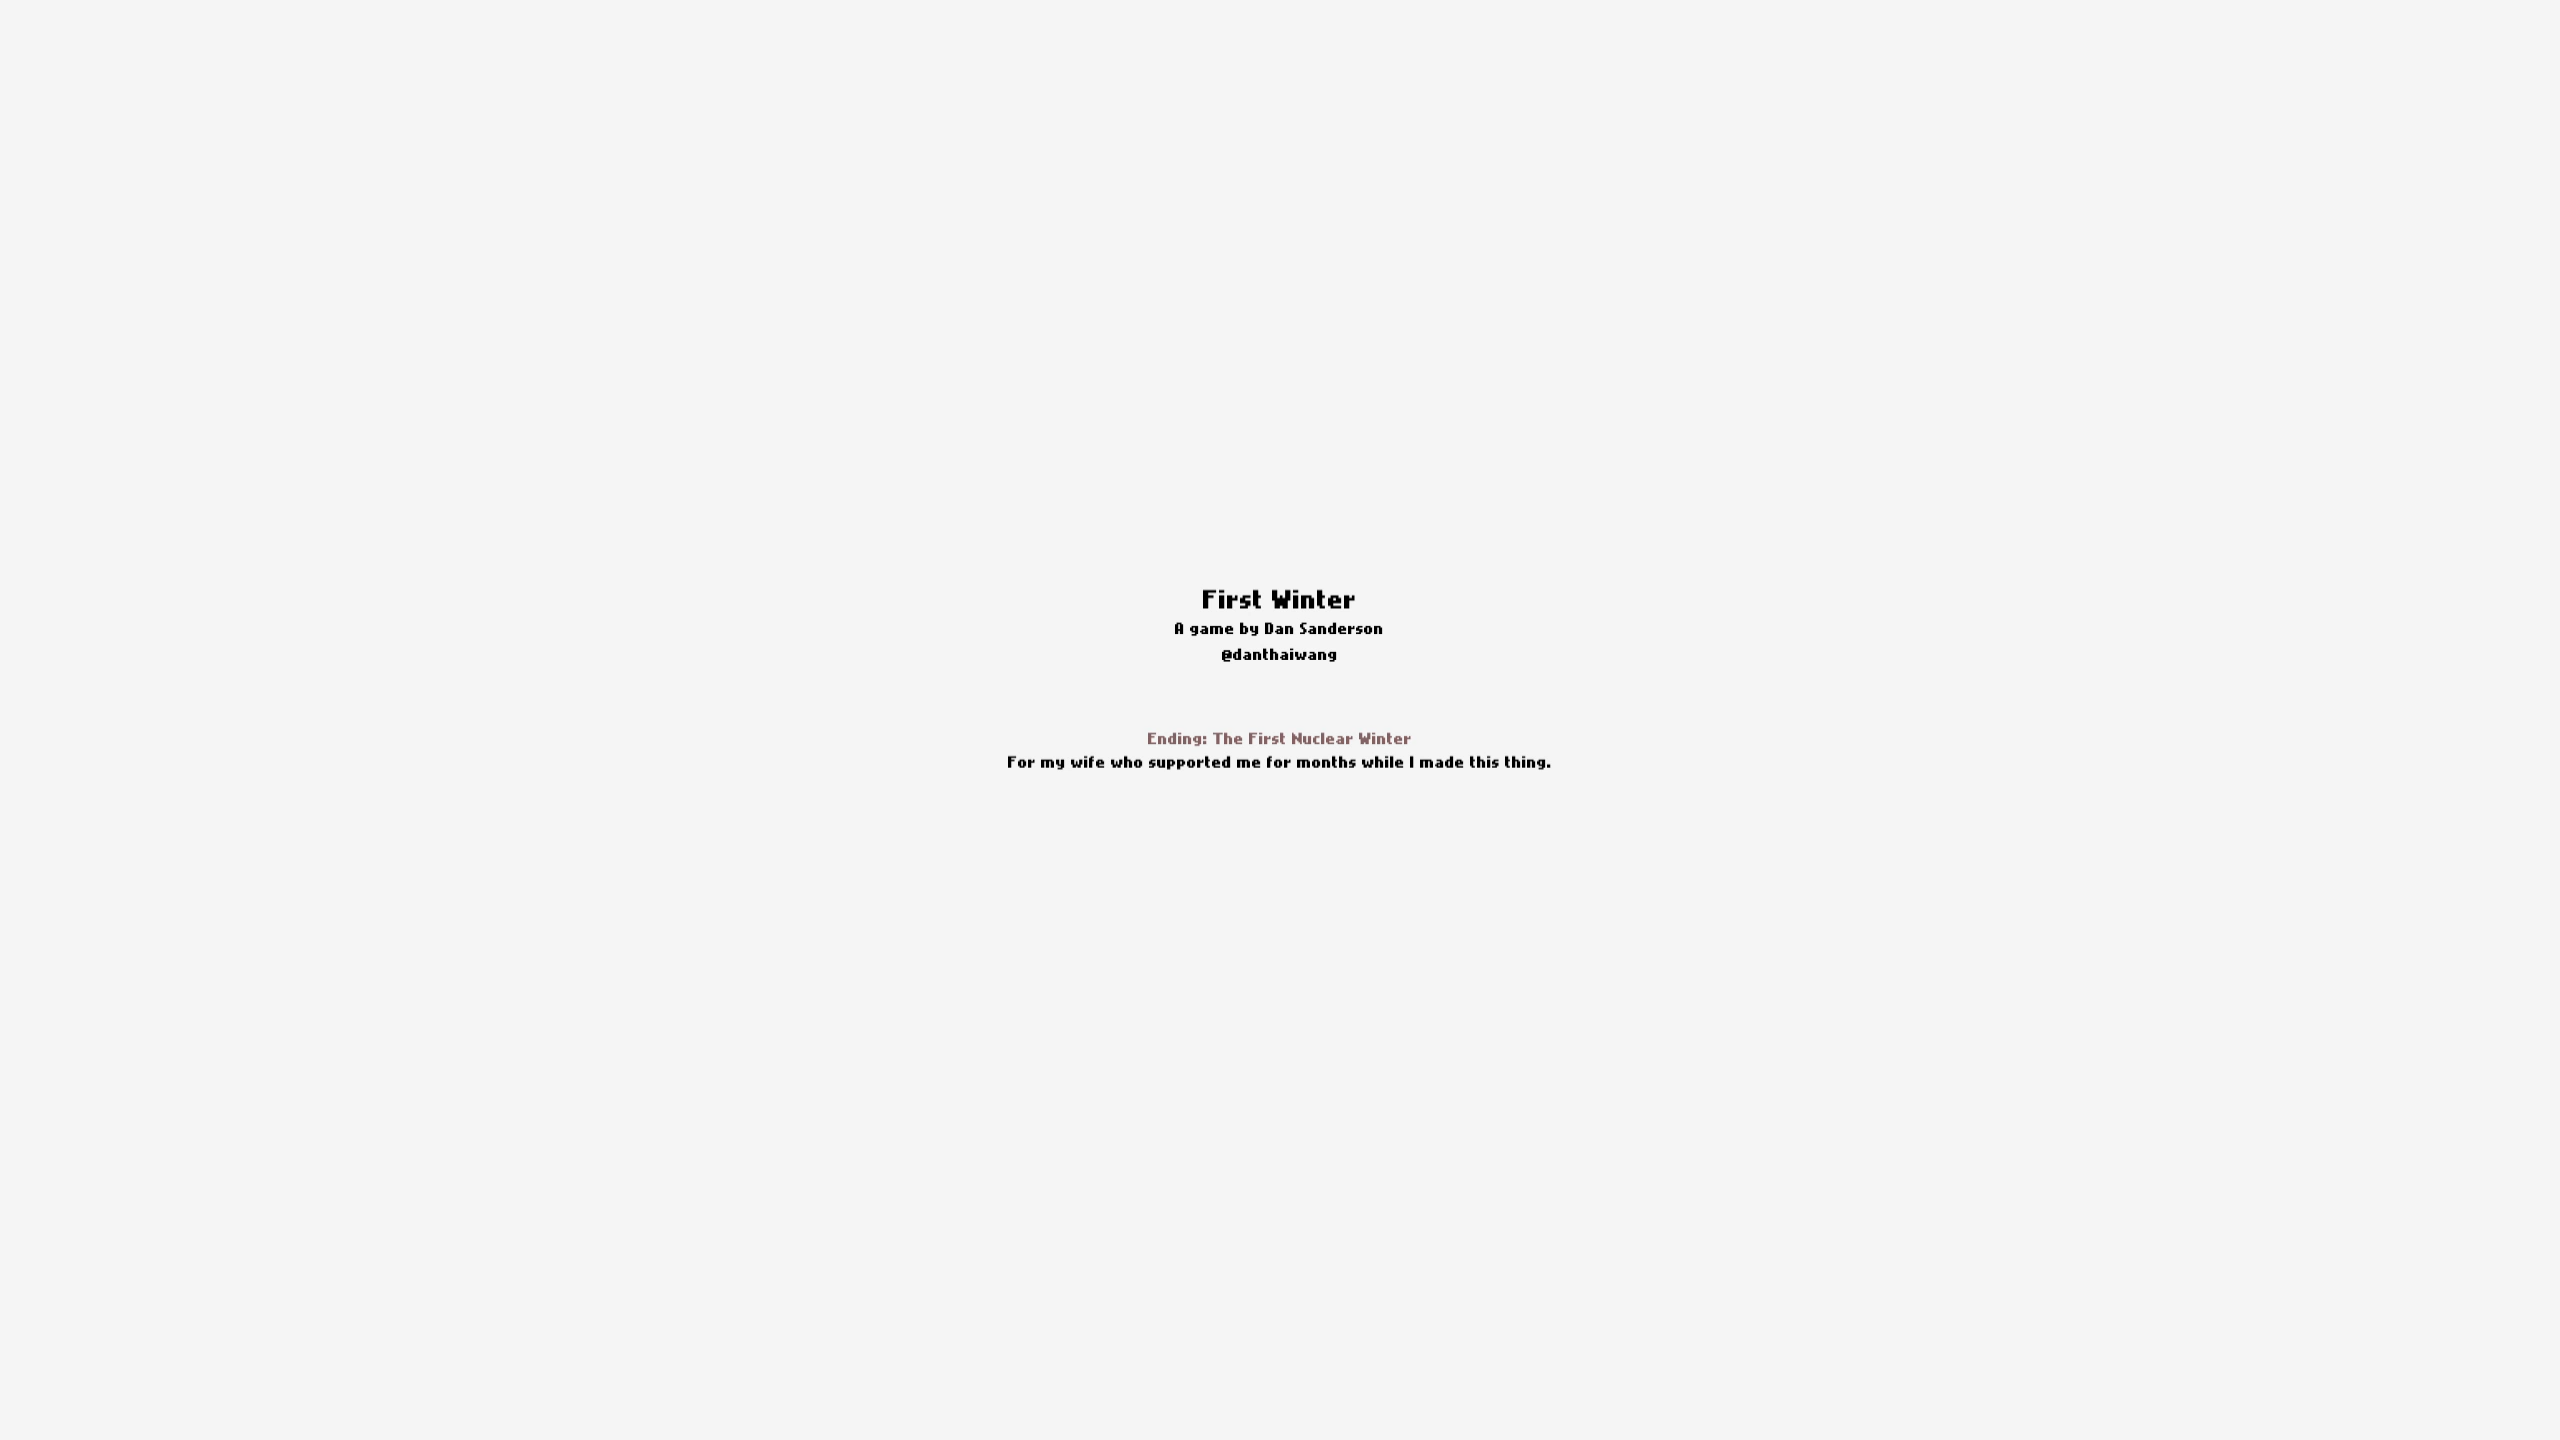 First Winter
A game by Dan Sanderson
@danthaiwang
Ending: The First Nuclear Winter
For my wife who supported me for months while I made this thing.